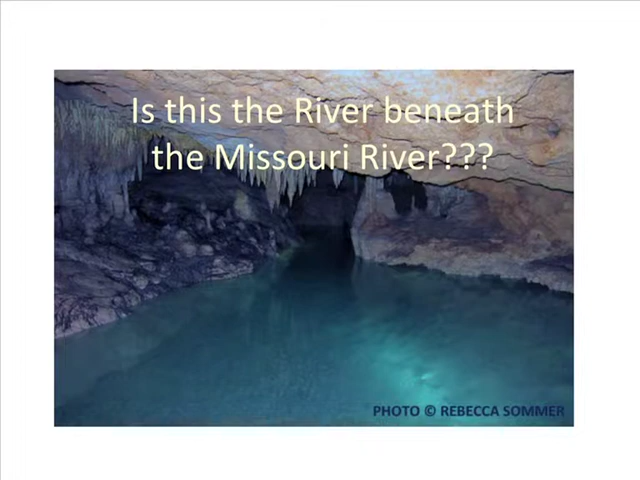 Is this the River beneath
the Missouri River???
PHOTO © REBECCA SOMMER